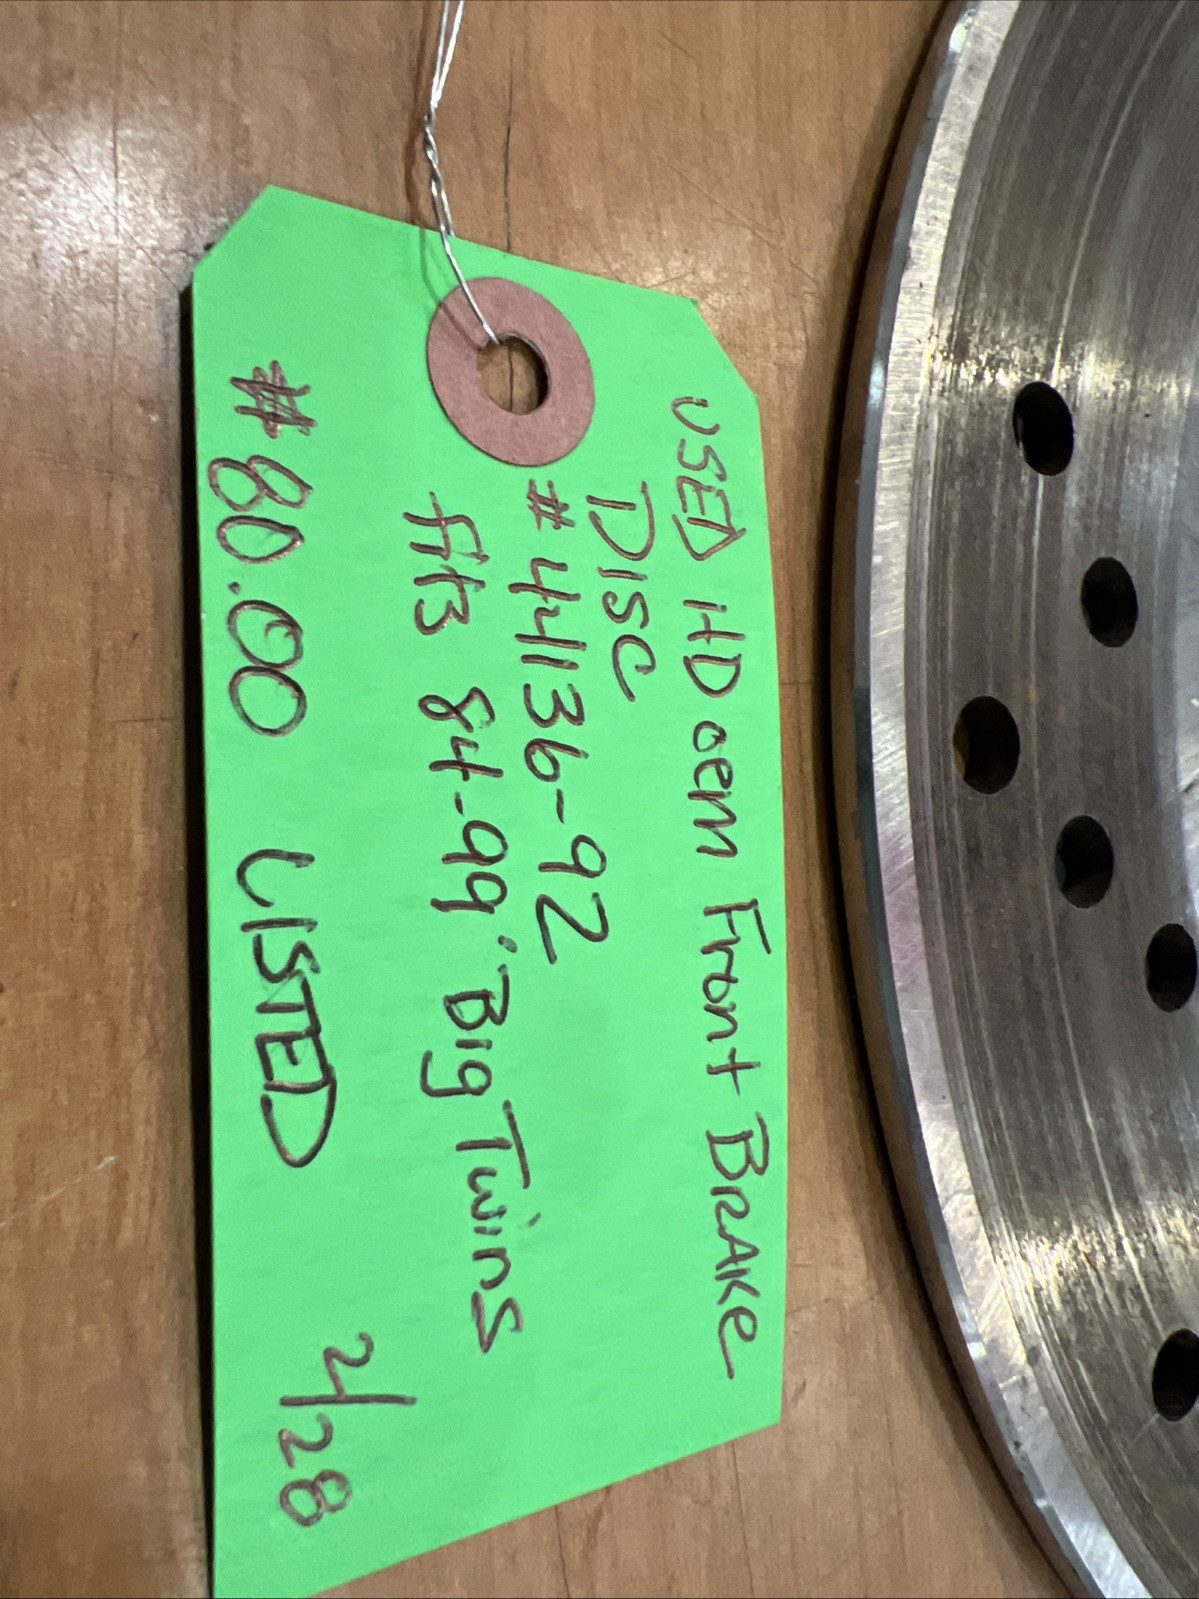 USED HD oem Front BRAKE
DISC
#44136-92
fits 84-99' Big Twins
#80.00 LISTED 2/28